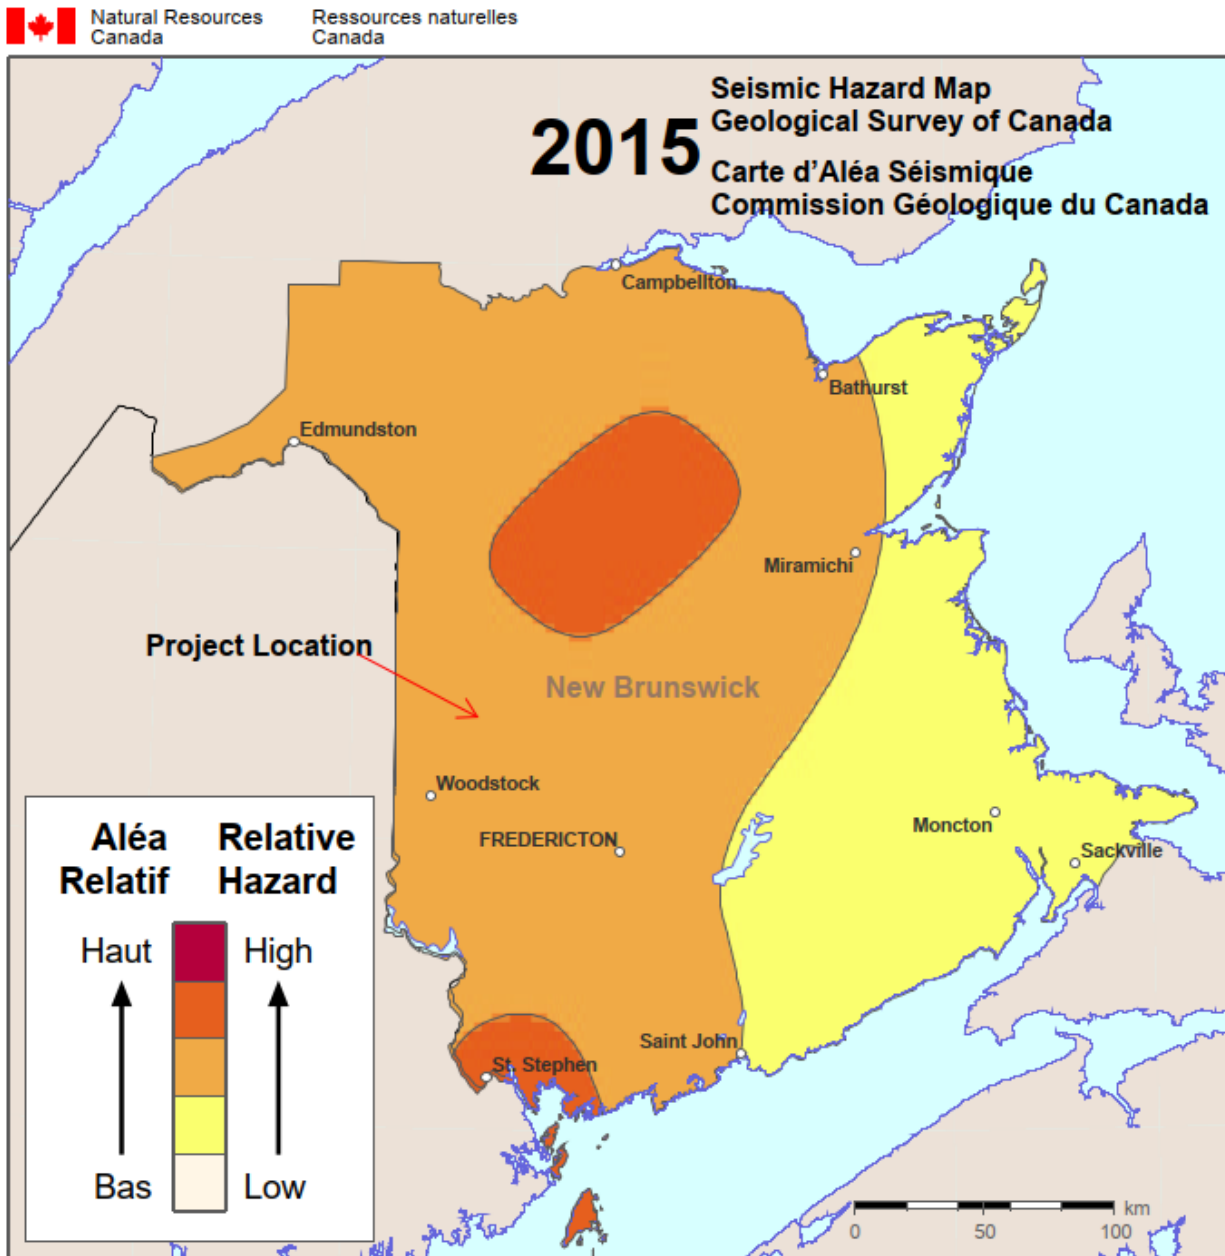 Natural Resources
Canada
Ressources naturelles
Canada
2015
Seismic Hazard Map
Geological Survey of Canada
Carte d'Aléa Séismique
Commission Géologique du Canada
Campbellton
Bathurst
Edmundston
Miramichi
Project Location
New Brunswick
Woodstock
FREDERICTON
Moncton
Sackville
Saint John
St. Stephen
Aléa
Relatif
Relative
Hazard
Haut
High
Bas
Low
km
0
50
100